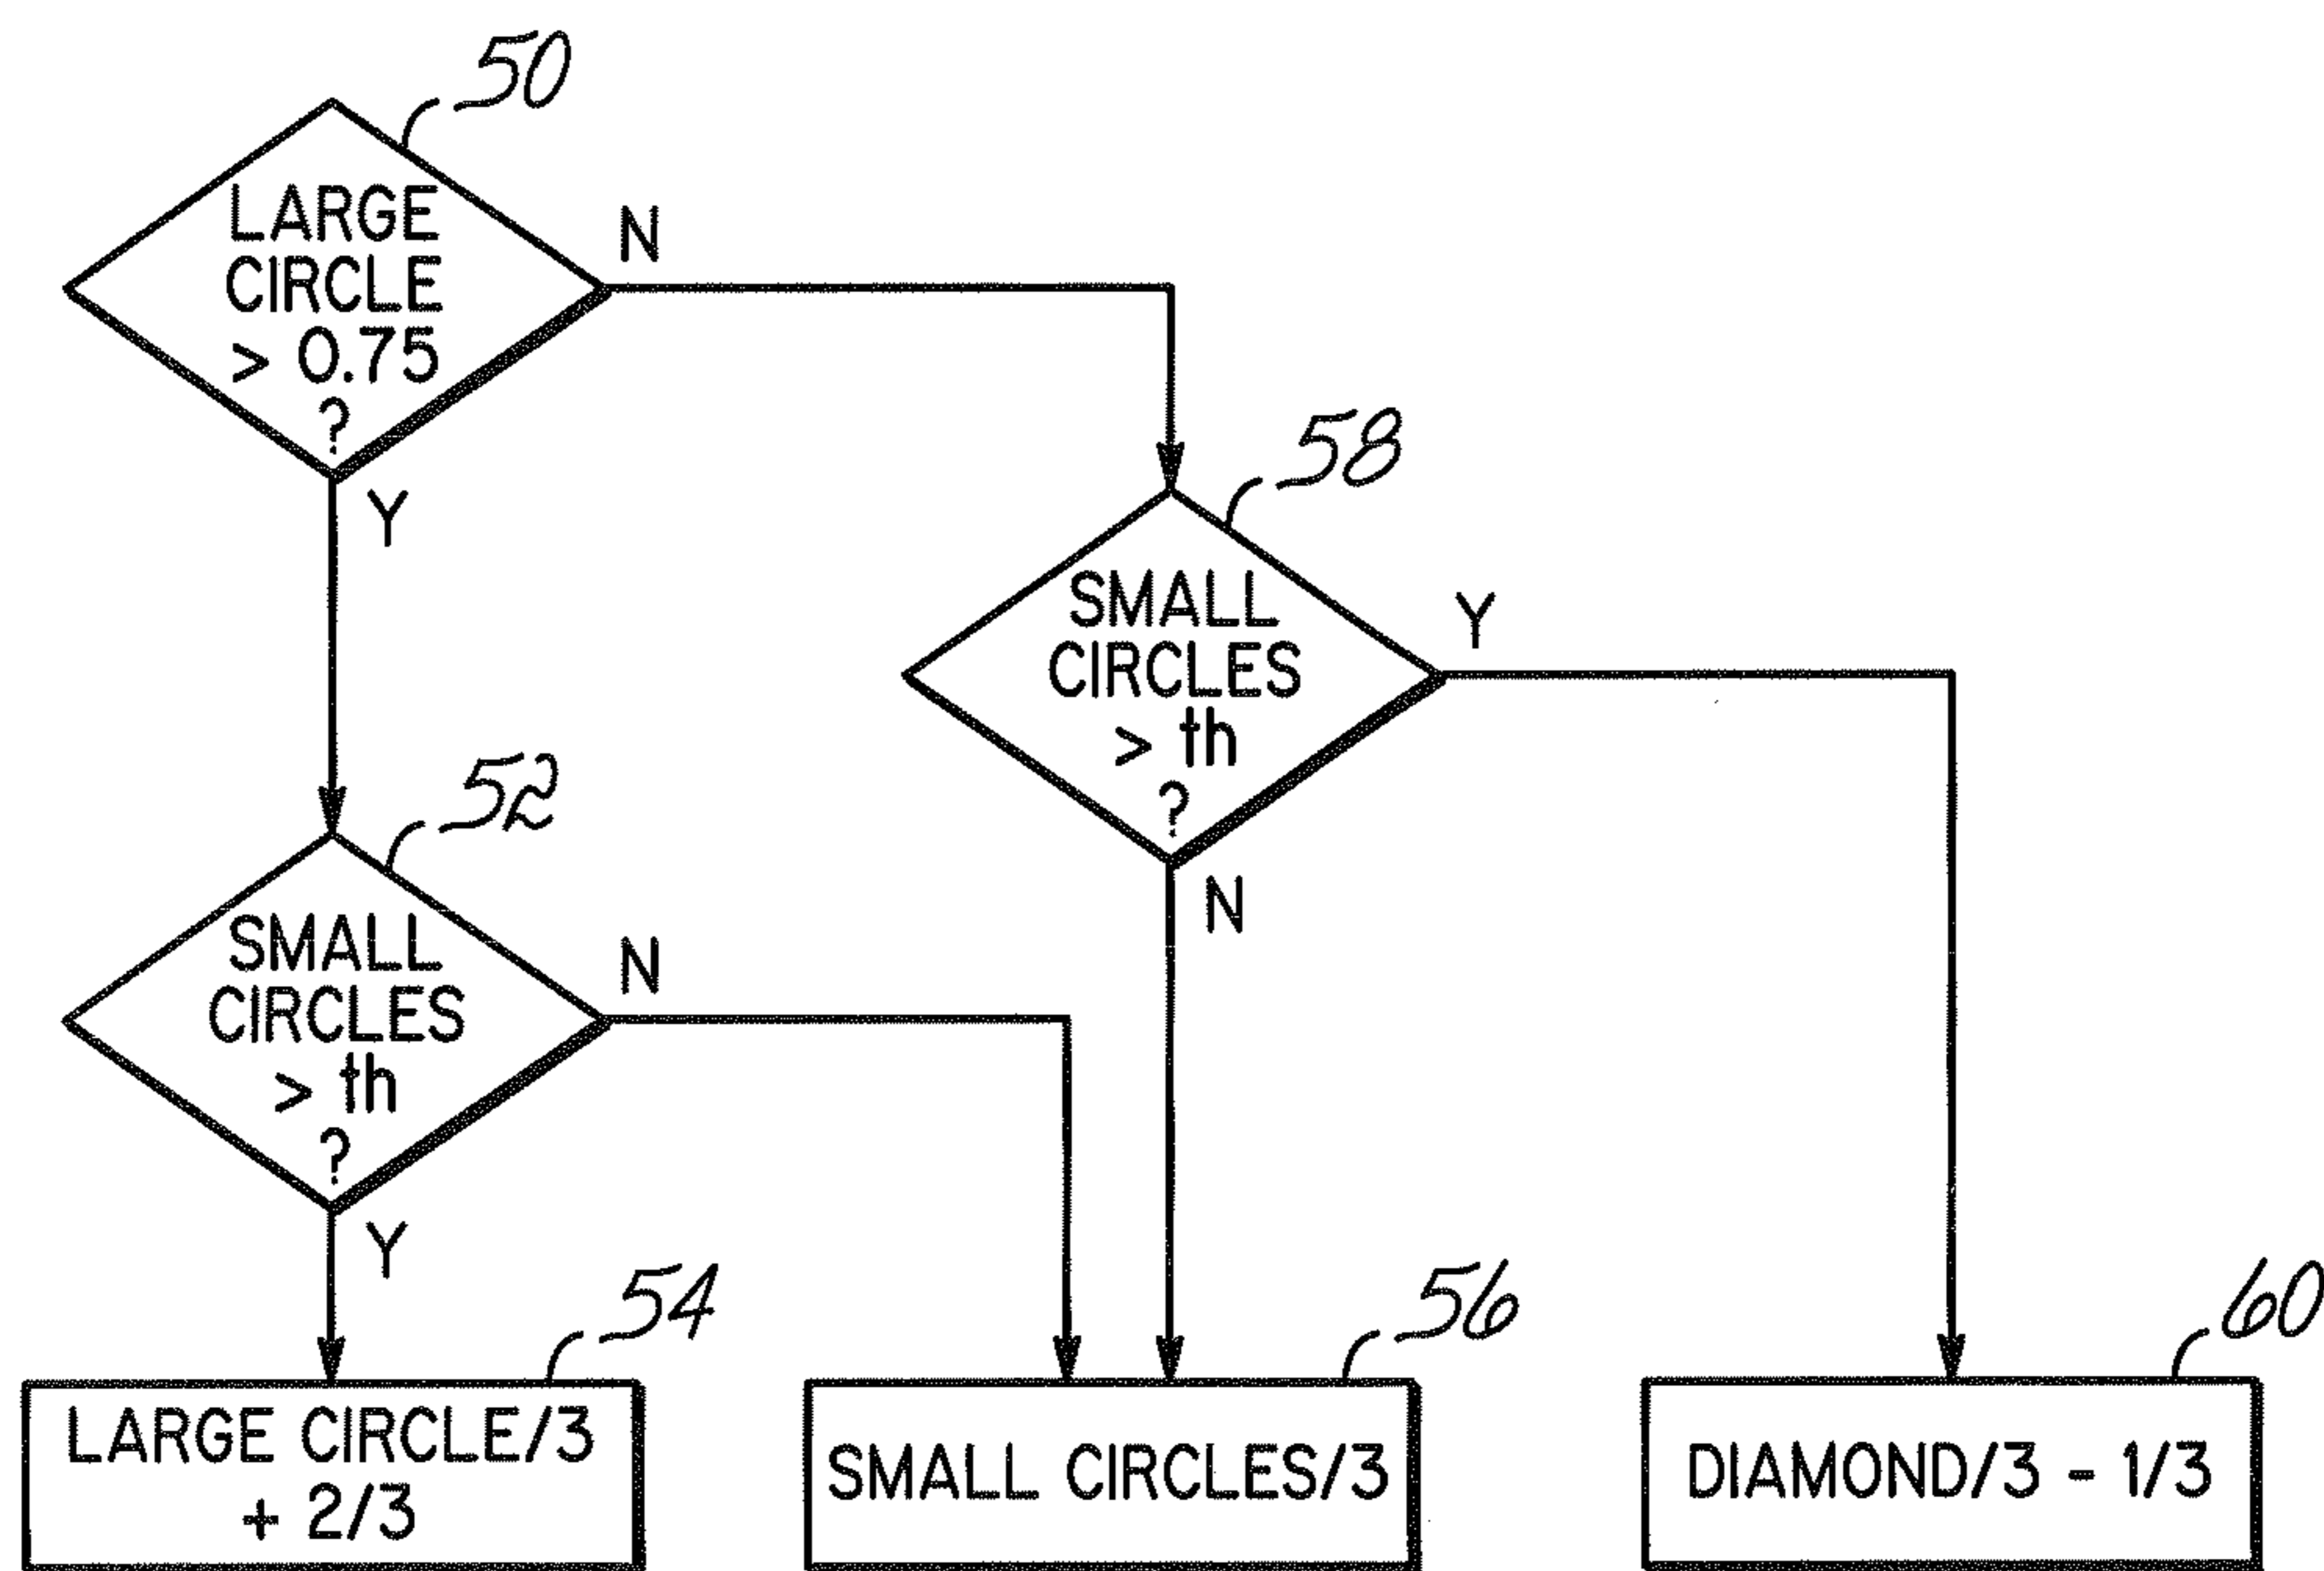 50
LARGE
CIRCLE
> 0.75
?
N
Y
58
SMALL
CIRCLES
> th
?
Y
N
52
SMALL
CIRCLES
> th
?
N
Y
54
LARGE CIRCLE/3
+ 2/3
56
SMALL CIRCLES/3
60
DIAMOND/3 - 1/3